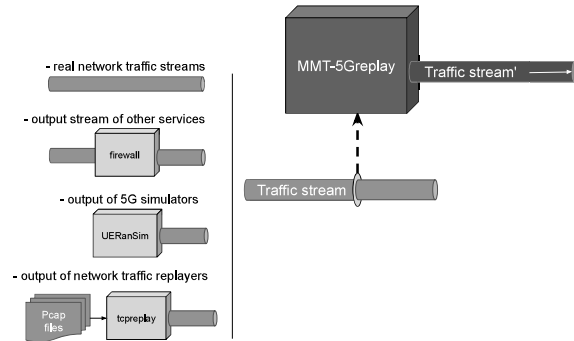 - real network traffic streams
- output stream of other services
firewall
- output of 5G simulators
UERanSim
- output of network traffic replayers
Pcap
files
tcpreplay
MMT-5Greplay
Traffic stream'
Traffic stream